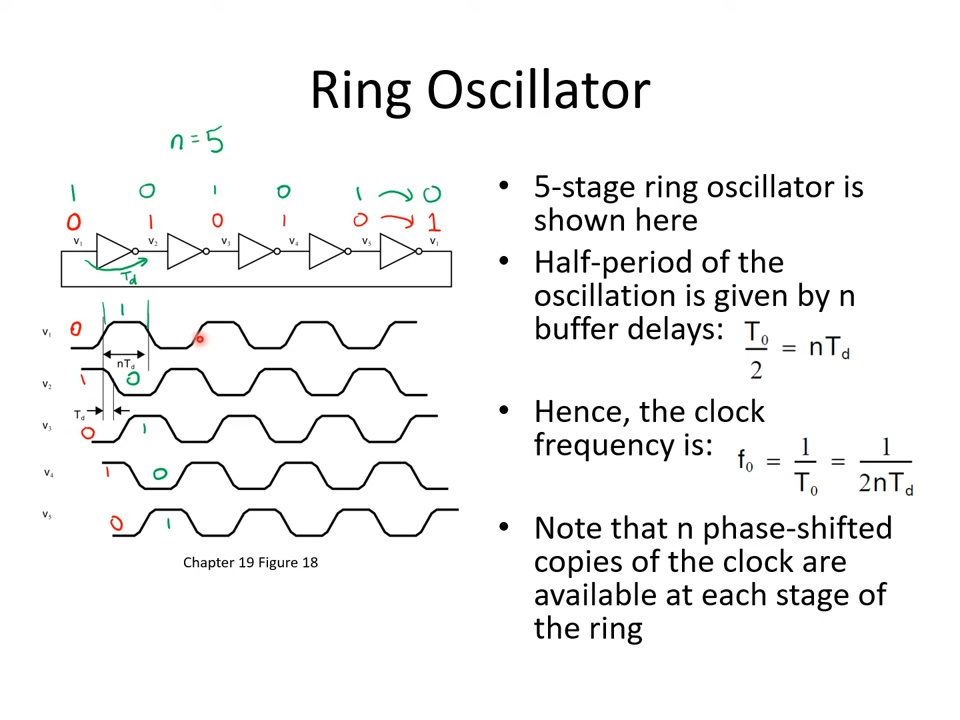 Ring Oscillator
n = 5
1 0 1 0 1 → 0
0 1 0 1 0 → 1
v₁ v₂ v₃ v₄ v₅ v₁
Td
1
v₁ 0
nTd
v₂ 1 0
Td
v₃ 0 1
v₄ 1 0
v₅ 0 1
Chapter 19 Figure 18
• 5-stage ring oscillator is
shown here
• Half-period of the
oscillation is given by n
buffer delays: T₀/2 = nTd
• Hence, the clock
frequency is: f₀ = 1/T₀ = 1/2nTd
• Note that n phase-shifted
copies of the clock are
available at each stage of
the ring